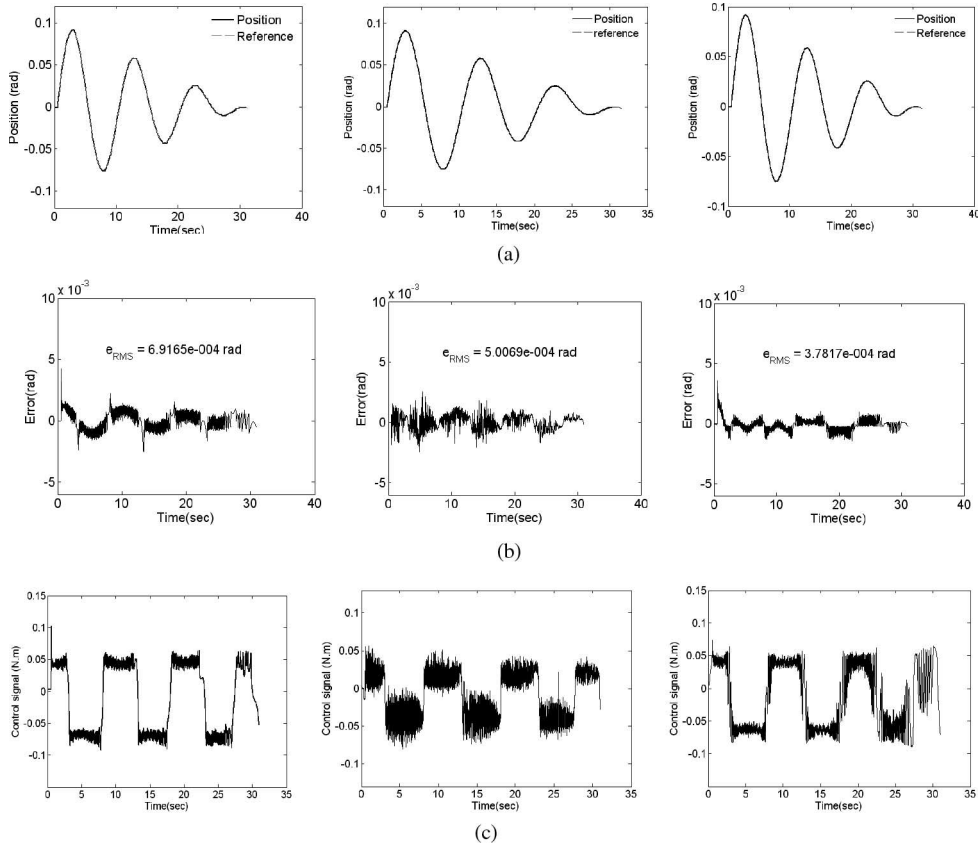 Position
Reference
0.1
0.05
0
-0.05
-0.1
Position (rad)
0 10 20 30 40
Time(sec)
Position
reference
0.1
0.05
0
-0.05
-0.1
Position (rad)
0 5 10 15 20 25 30 35
Time(sec)
Position
Reference
0.1
0.05
0
-0.05
-0.1
Position (rad)
0 10 20 30 40
Time(sec)
(a)
10 × 10⁻³
5
0
-5
Error(rad)
eRMS = 6.9165e-004 rad
0 10 20 30 40
Time(sec)
10 × 10⁻³
5
0
-5
Error(rad)
eRMS = 5.0069e-004 rad
0 10 20 30 40
Time(sec)
10 × 10⁻³
5
0
-5
Error (rad)
eRMS = 3.7817e-004 rad
0 10 20 30 40
Time(sec)
(b)
0.15
0.1
0.05
0
-0.05
-0.1
Control signal (N.m)
0 5 10 15 20 25 30 35
Time(sec)
0.1
0.05
0
-0.05
-0.1
Control signal (N.m)
0 5 10 15 20 25 30 35
Time(sec)
0.15
0.1
0.05
0
-0.05
-0.1
Control signal (N.m)
0 5 10 15 20 25 30 35
Time(sec)
(c)